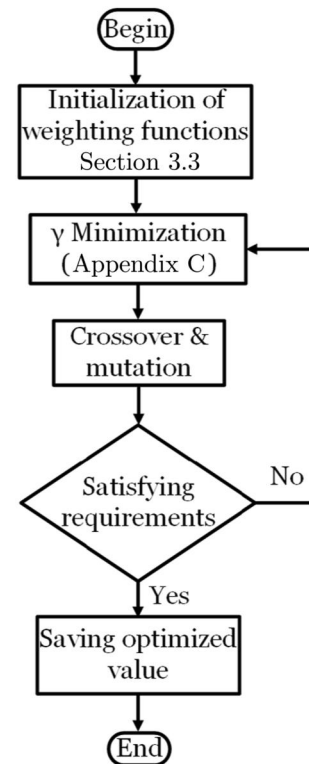 Begin
Initialization of
weighting functions
Section 3.3
γ Minimization
(Appendix C)
Crossover &
mutation
Satisfying
requirements
No
Yes
Saving optimized
value
End